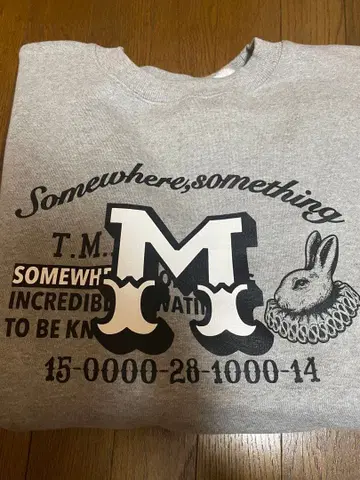 Somewhere,something
T.M.
M
SOMEWHE
INCREDIB
TO BE KN
15-0000-28-1000-14